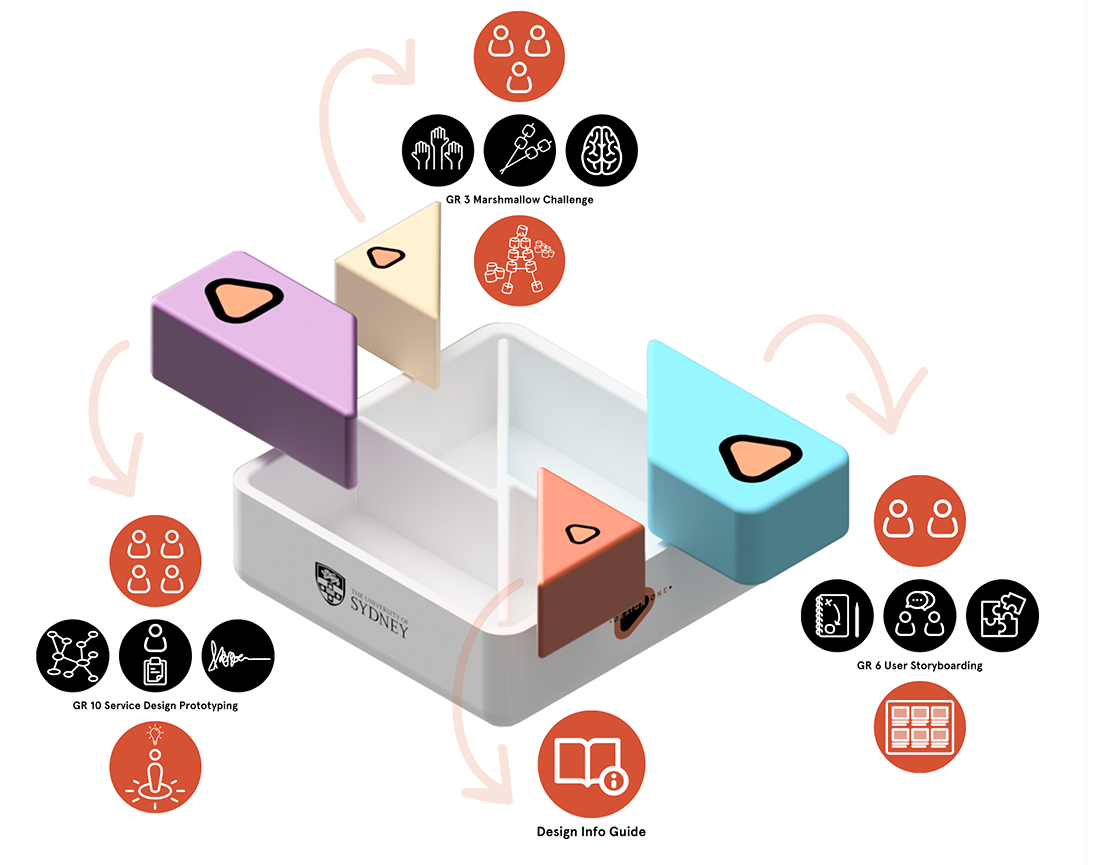 GR 3 Marshmallow Challenge
THE UNIVERSITY OF
SYDNEY
GR 6 User Storyboarding
GR 10 Service Design Prototyping
Design Info Guide